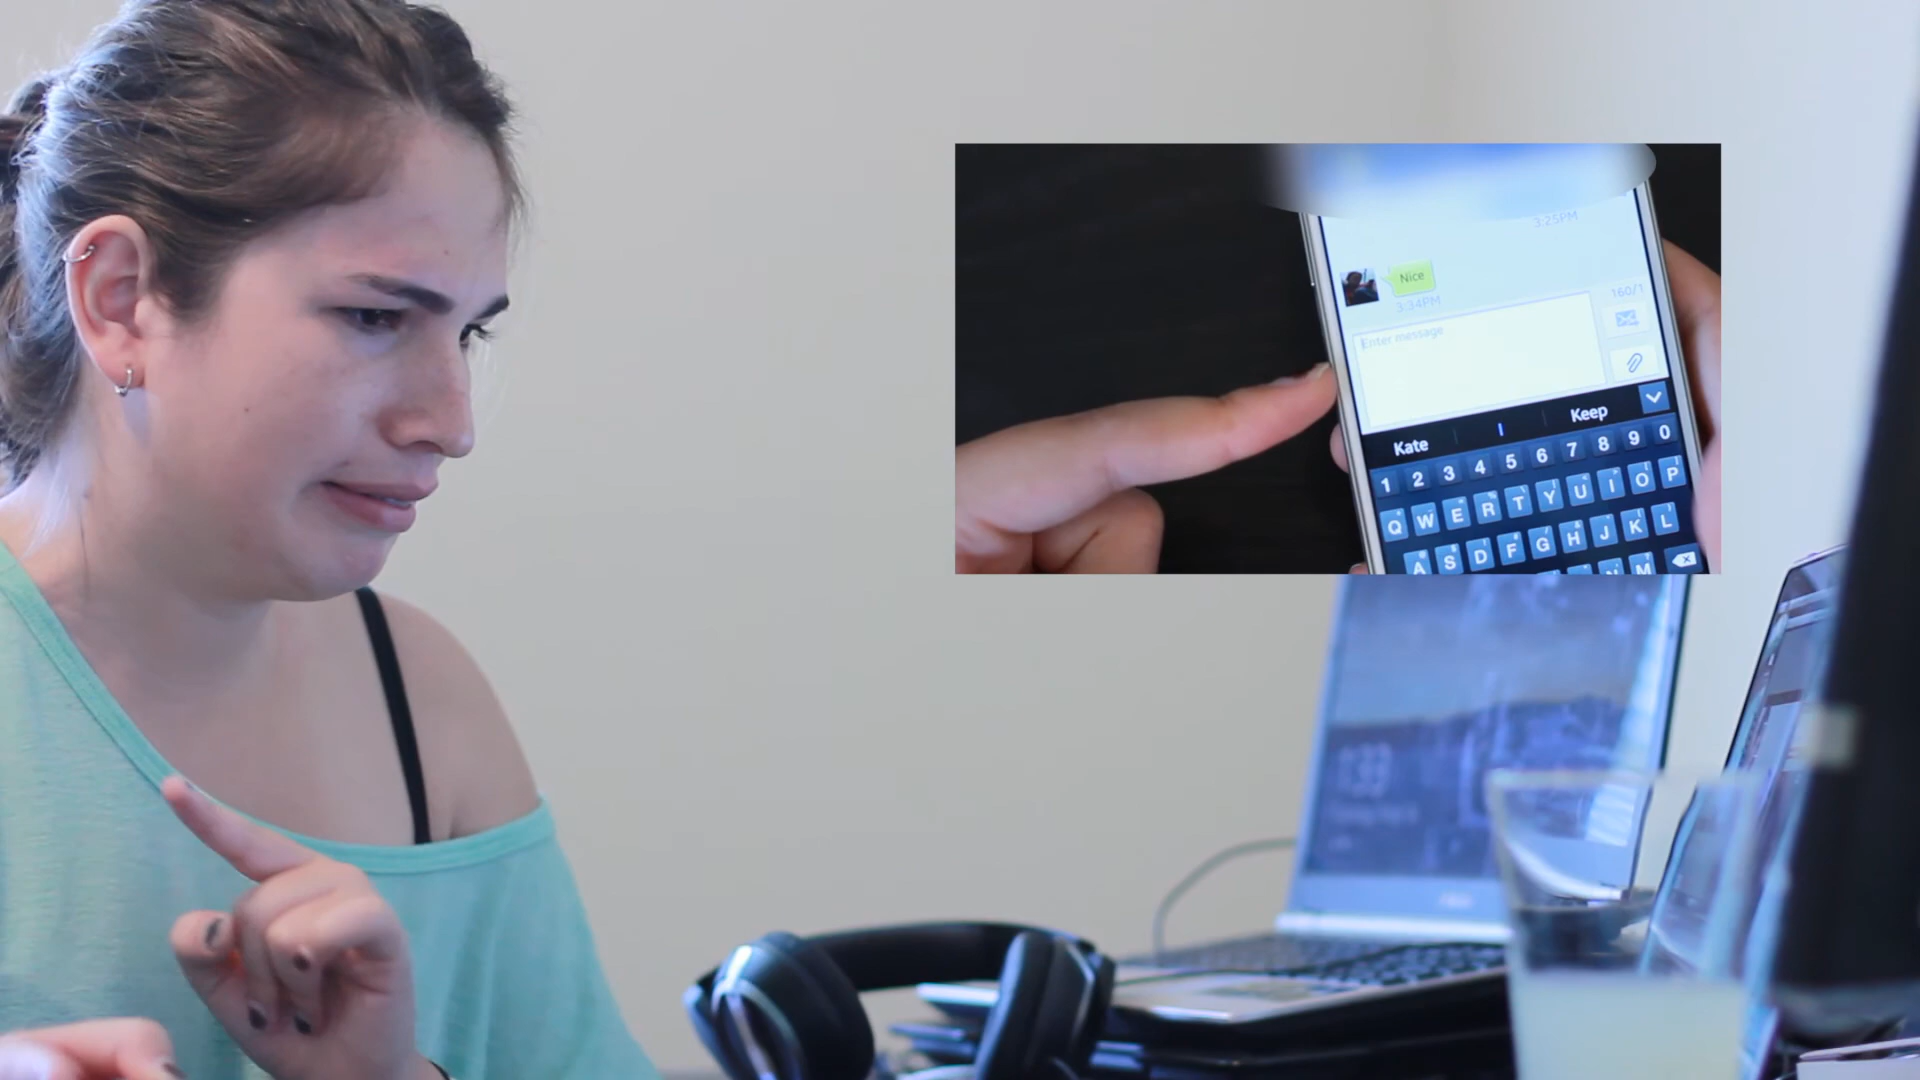 3:25PM
Nice
3:34PM
160/1
Enter message
Kate
Keep
1 2 3 4 5 6 7 8 9 0
Q W E R T Y U I O P
A S D F G H J K L
N M